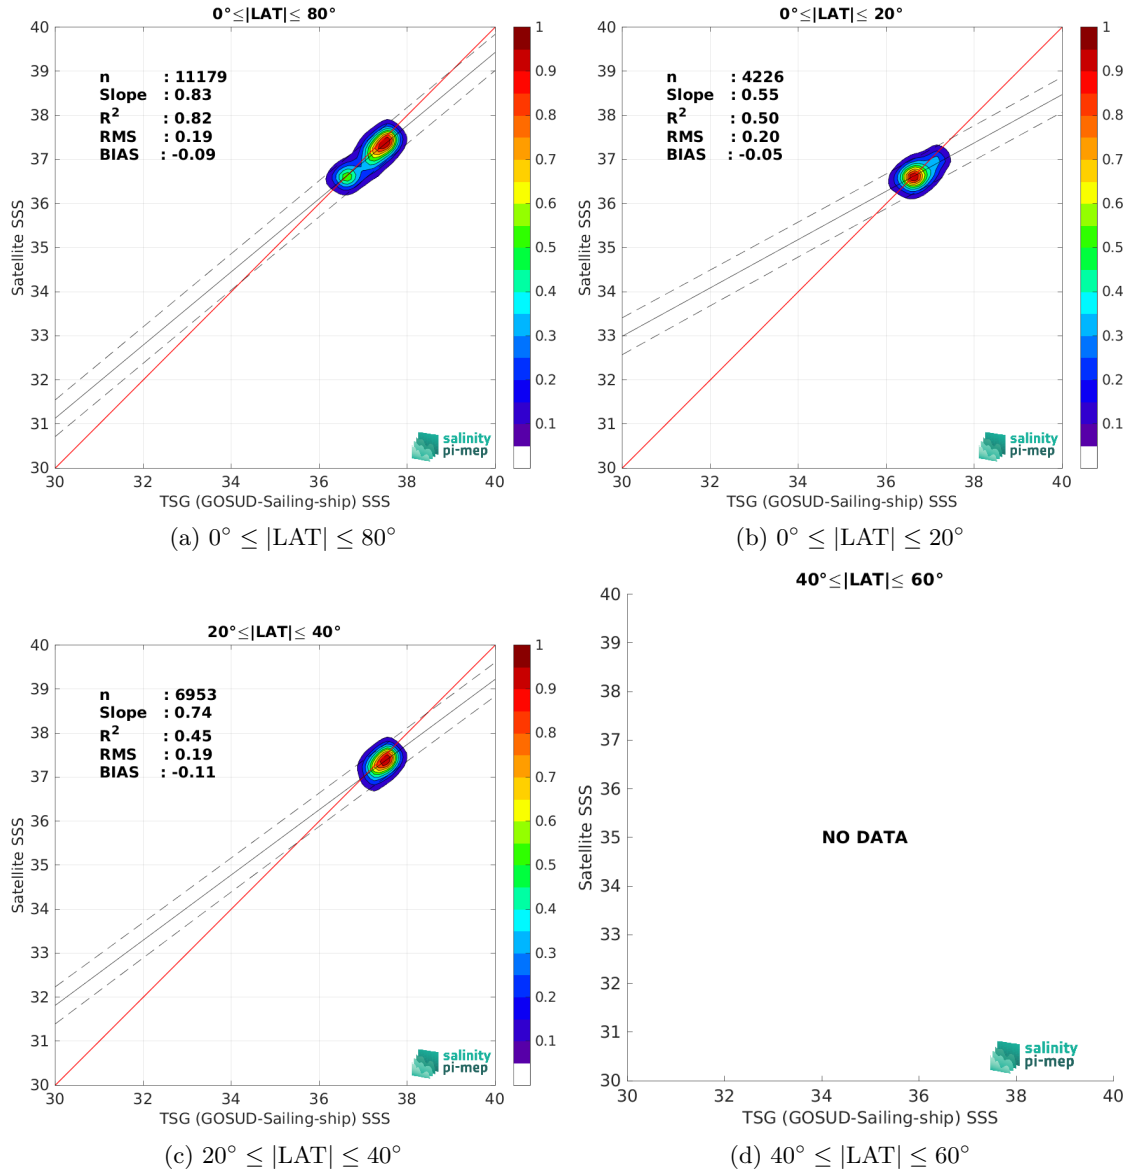 0°≤|LAT|≤ 80°
n : 11179
Slope : 0.83
R2 : 0.82
RMS : 0.19
BIAS : -0.09
40
39
38
37
36
35
34
33
32
31
30
Satellite SSS
30 32 34 36 38 40
TSG (GOSUD-Sailing-ship) SSS
salinity
pi-mep
1
0.9
0.8
0.7
0.6
0.5
0.4
0.3
0.2
0.1
(a) 0° ≤ |LAT| ≤ 80°
0°≤|LAT|≤ 20°
n : 4226
Slope : 0.55
R2 : 0.50
RMS : 0.20
BIAS : -0.05
40
39
38
37
36
35
34
33
32
31
30
Satellite SSS
30 32 34 36 38 40
TSG (GOSUD-Sailing-ship) SSS
salinity
pi-mep
1
0.9
0.8
0.7
0.6
0.5
0.4
0.3
0.2
0.1
(b) 0° ≤ |LAT| ≤ 20°
20°≤|LAT|≤ 40°
n : 6953
Slope : 0.74
R2 : 0.45
RMS : 0.19
BIAS : -0.11
40
39
38
37
36
35
34
33
32
31
30
Satellite SSS
30 32 34 36 38 40
TSG (GOSUD-Sailing-ship) SSS
salinity
pi-mep
1
0.9
0.8
0.7
0.6
0.5
0.4
0.3
0.2
0.1
(c) 20° ≤ |LAT| ≤ 40°
40°≤|LAT|≤ 60°
40
39
38
37
36
35
34
33
32
31
30
Satellite SSS
NO DATA
30 32 34 36 38 40
TSG (GOSUD-Sailing-ship) SSS
salinity
pi-mep
(d) 40° ≤ |LAT| ≤ 60°